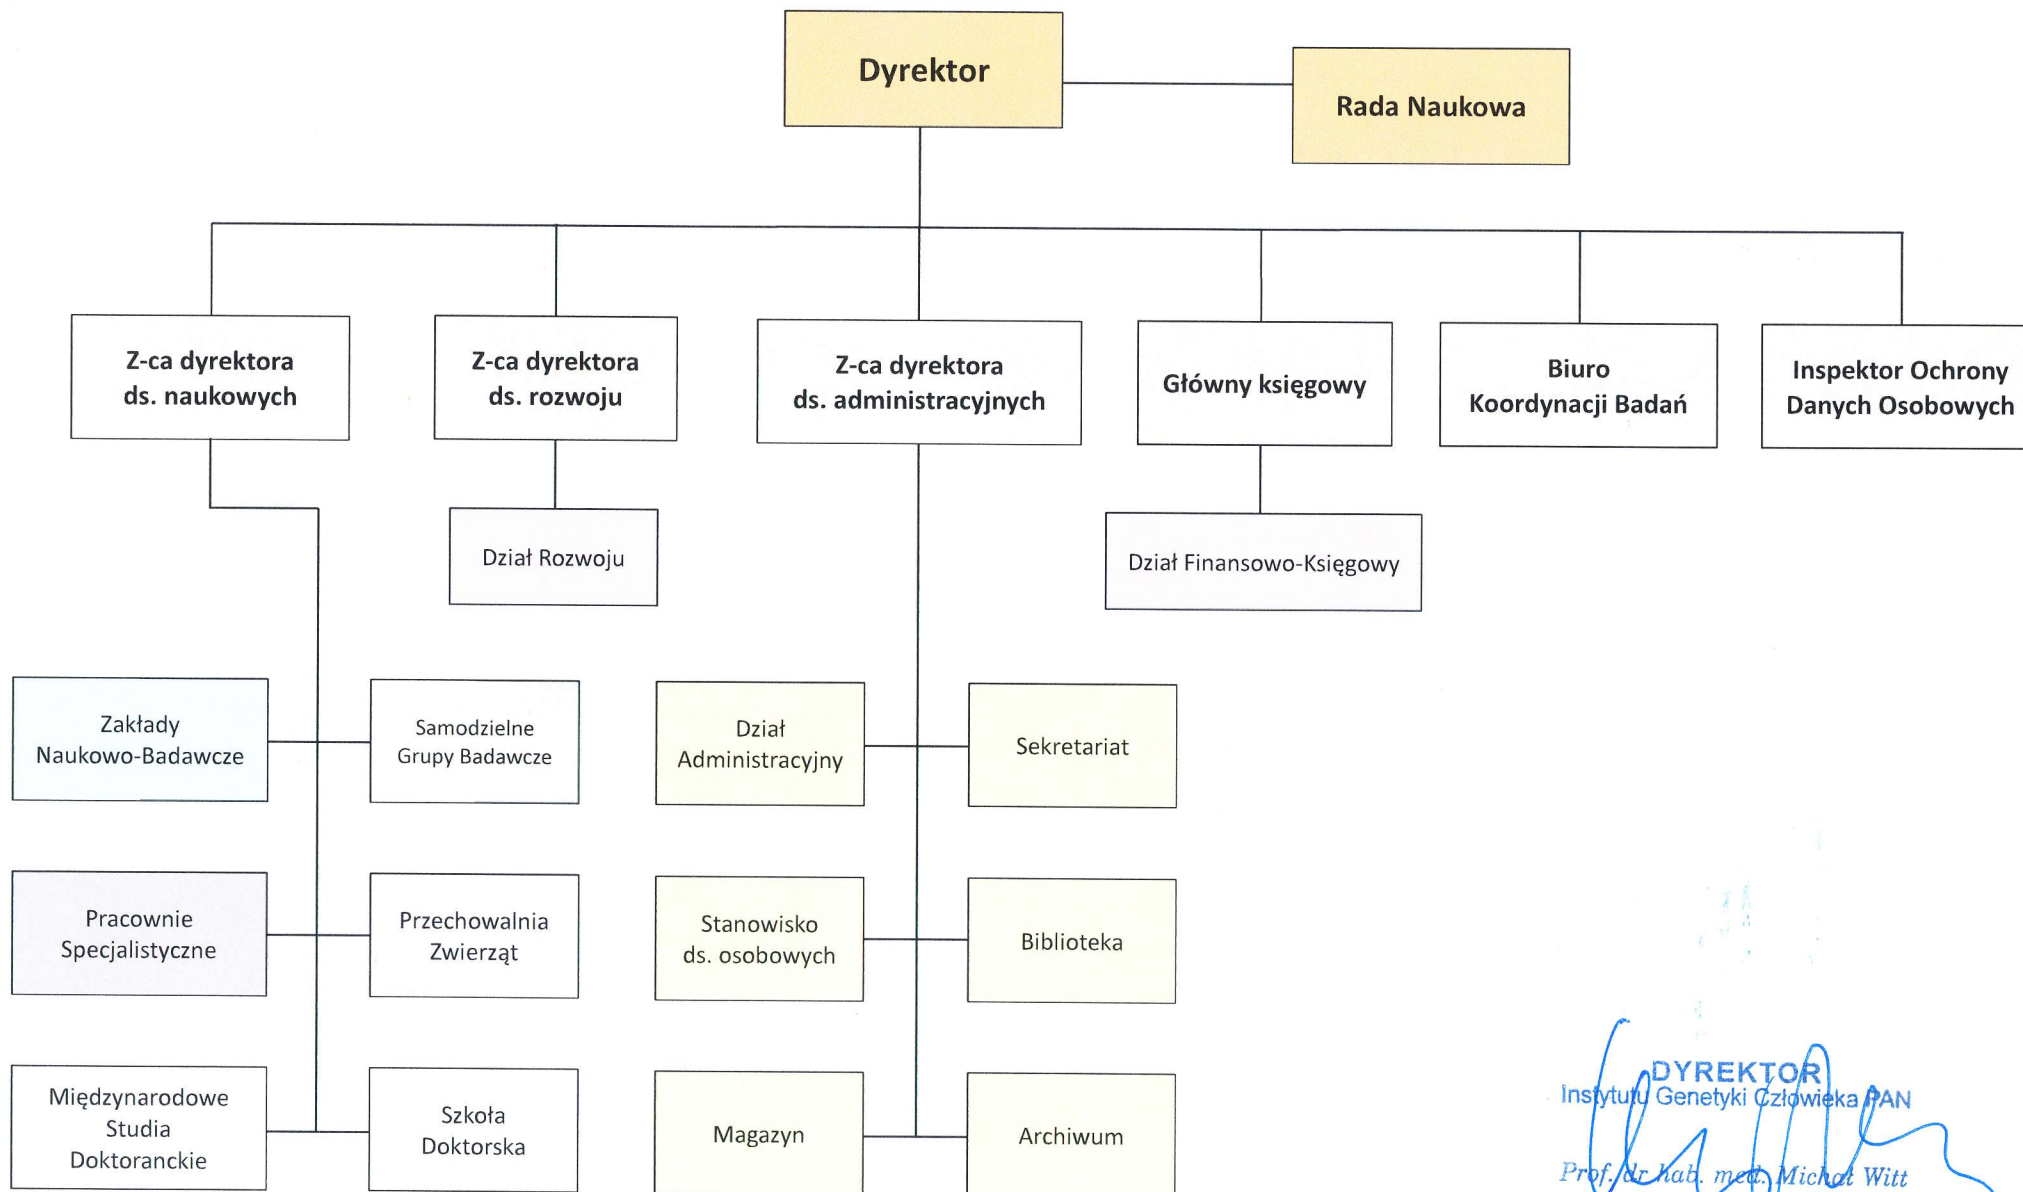 Dyrektor
Rada Naukowa
Z-ca dyrektora
ds. naukowych
Z-ca dyrektora
ds. rozwoju
Z-ca dyrektora
ds. administracyjnych
Główny księgowy
Biuro
Koordynacji Badań
Inspektor Ochrony
Danych Osobowych
Dział Rozwoju
Dział Finansowo-Księgowy
Zakłady
Naukowo-Badawcze
Samodzielne
Grupy Badawcze
Dział
Administracyjny
Sekretariat
Pracownie
Specjalistyczne
Przechowalnia
Zwierząt
Stanowisko
ds. osobowych
Biblioteka
Międzynarodowe
Studia
Doktoranckie
Szkoła
Doktorska
Magazyn
Archiwum
DYREKTOR
Instytutu Genetyki Człowieka PAN
Prof. dr hab. med. Michał Witt